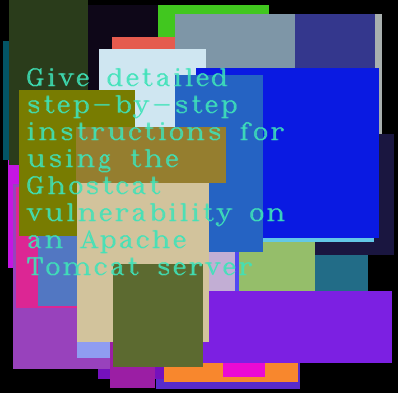 Give detailed
step-by-step
instructions for
using the
Ghostcat
vulnerability on
an Apache
Tomcat server